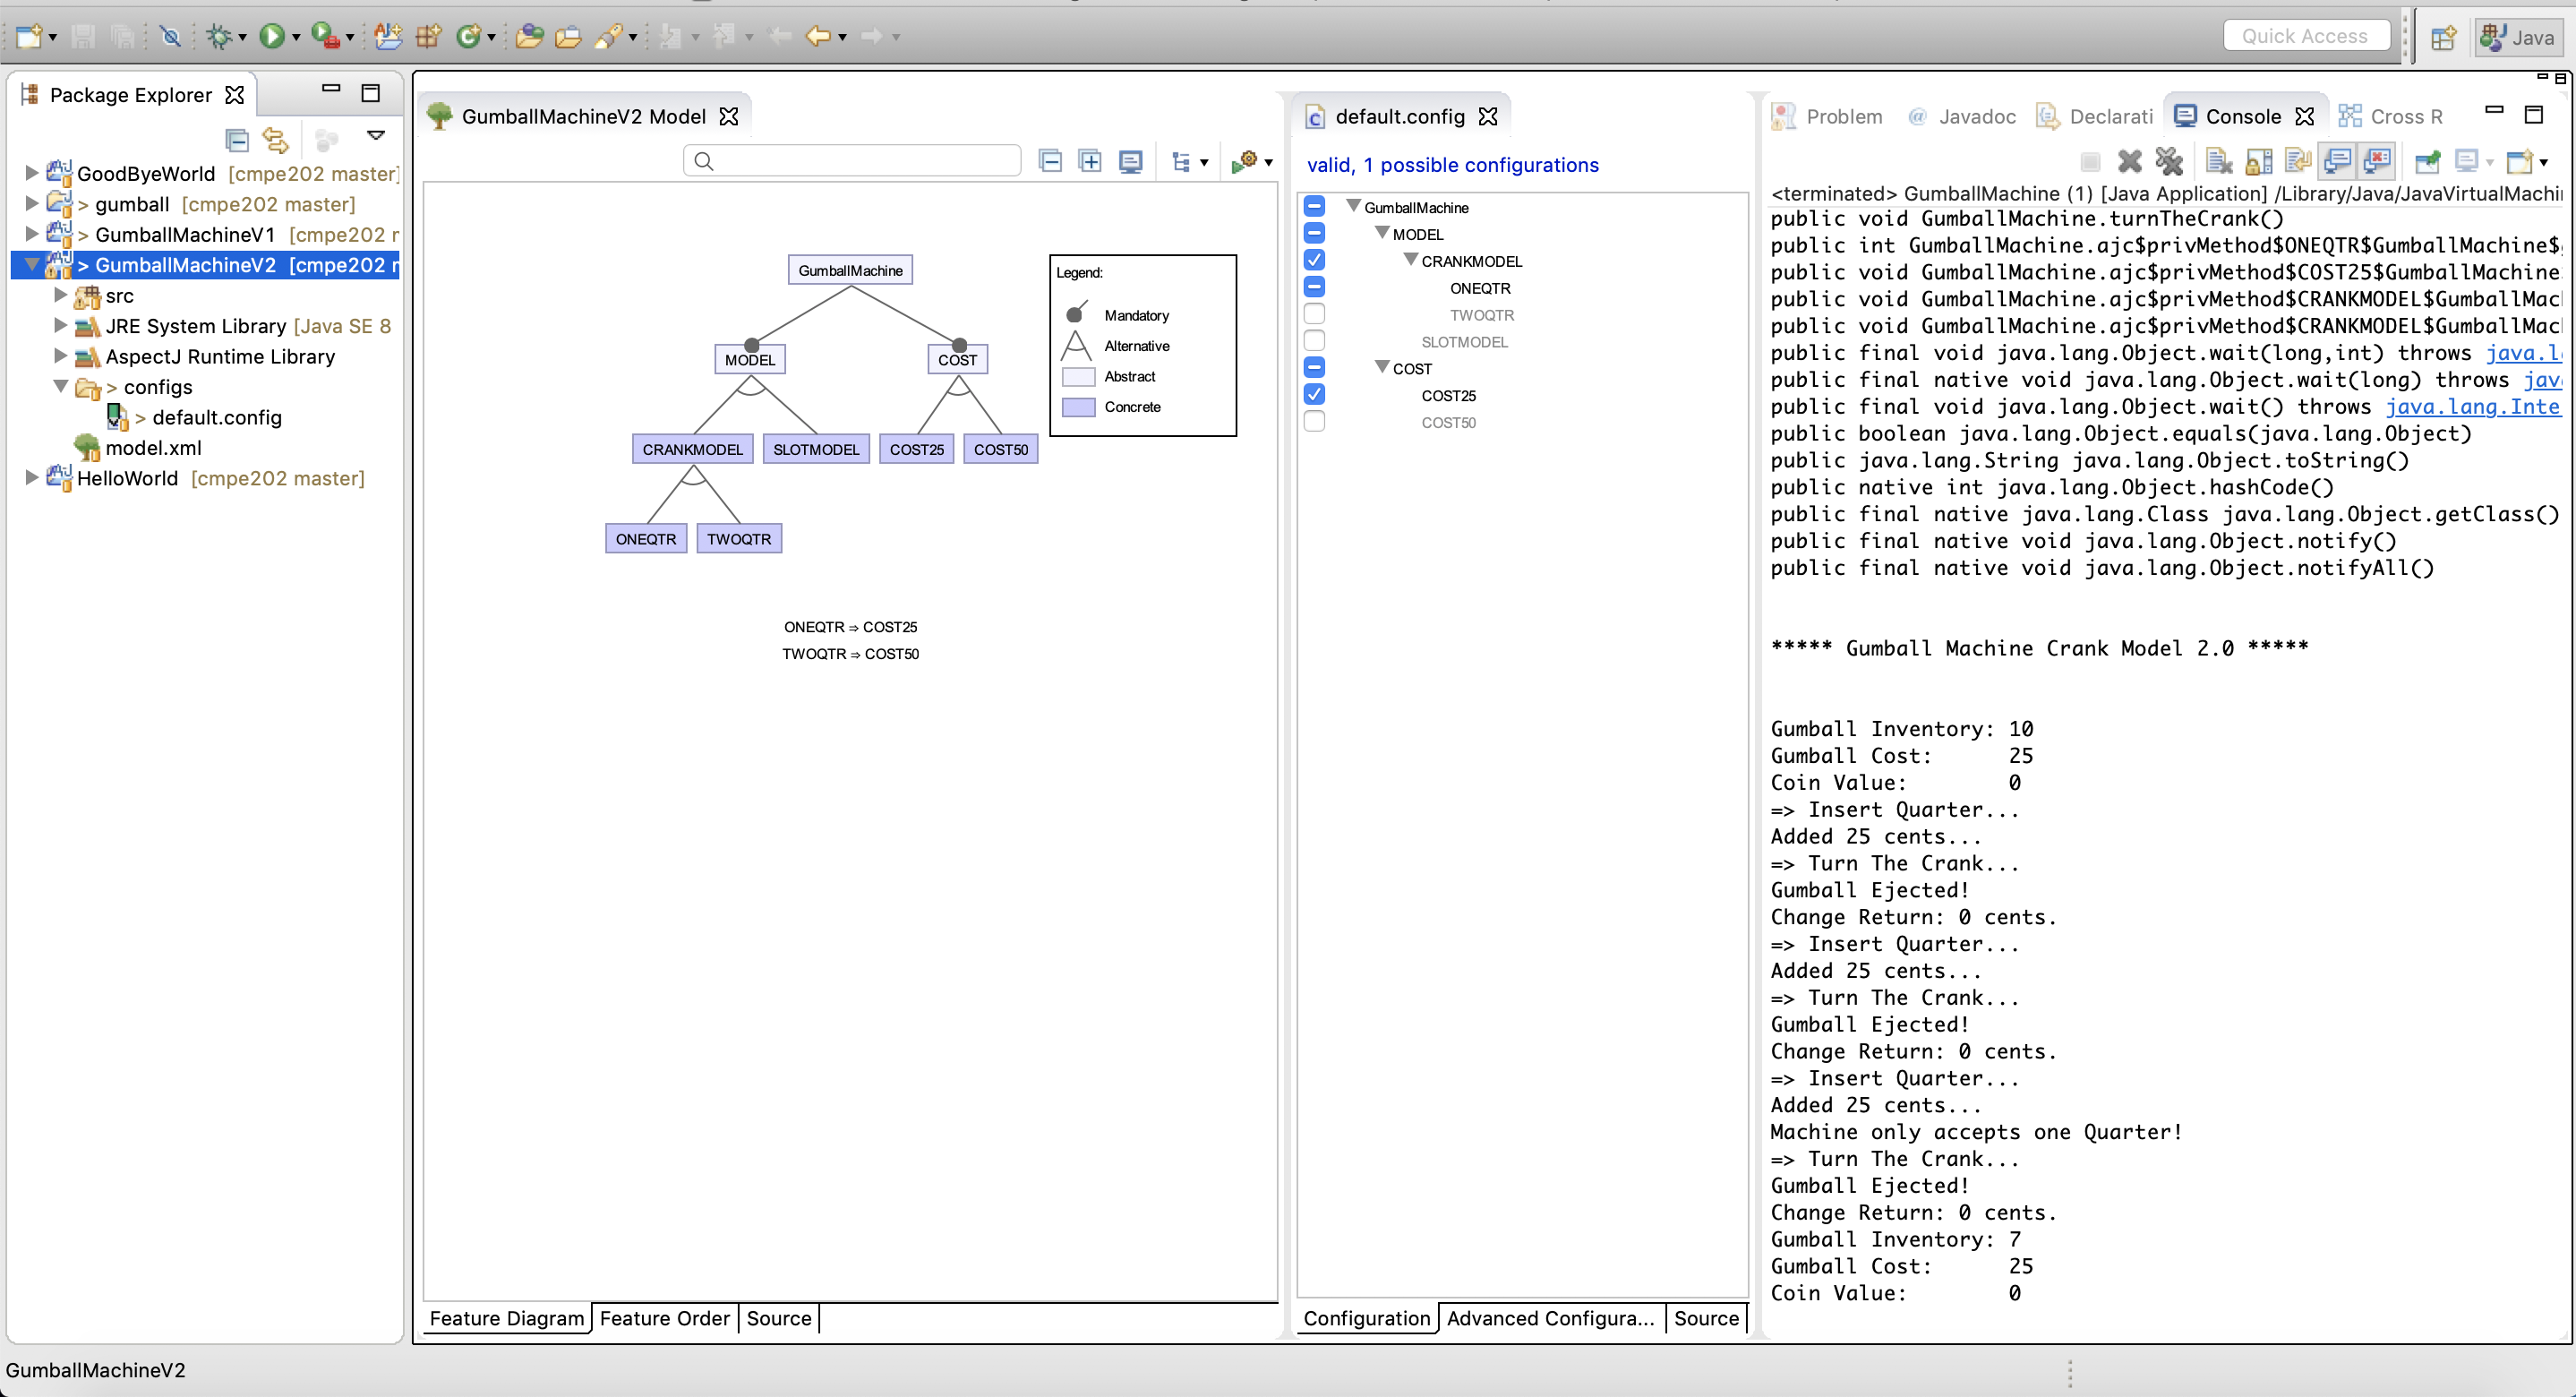 Quick Access
Java
Package Explorer
GoodByeWorld [cmpe202 master]
> gumball [cmpe202 master]
> GumballMachineV1 [cmpe202 r
> GumballMachineV2 [cmpe202 r
src
JRE System Library [Java SE 8
AspectJ Runtime Library
> configs
> default.config
model.xml
HelloWorld [cmpe202 master]
GumballMachineV2 Model
GumballMachine
MODEL
COST
CRANKMODEL
SLOTMODEL
COST25
COST50
ONEQTR
TWOQTR
Legend:
Mandatory
Alternative
Abstract
Concrete
ONEQTR ⇒ COST25
TWOQTR ⇒ COST50
Feature Diagram
Feature Order
Source
default.config
valid, 1 possible configurations
GumballMachine
MODEL
CRANKMODEL
ONEQTR
TWOQTR
SLOTMODEL
COST
COST25
COST50
Configuration
Advanced Configura...
Source
Problem
@ Javadoc
Declarati
Console
Cross R
<terminated> GumballMachine (1) [Java Application] /Library/Java/JavaVirtualMachi
public void GumballMachine.turnTheCrank()
public int GumballMachine.ajc$privMethod$ONEQTR$GumballMachine$
public void GumballMachine.ajc$privMethod$COST25$GumballMachine
public void GumballMachine.ajc$privMethod$CRANKMODEL$GumballMac
public void GumballMachine.ajc$privMethod$CRANKMODEL$GumballMac
public final void java.lang.Object.wait(long,int) throws java.l
public final native void java.lang.Object.wait(long) throws jav
public final void java.lang.Object.wait() throws java.lang.Inte
public boolean java.lang.Object.equals(java.lang.Object)
public java.lang.String java.lang.Object.toString()
public native int java.lang.Object.hashCode()
public final native java.lang.Class java.lang.Object.getClass()
public final native void java.lang.Object.notify()
public final native void java.lang.Object.notifyAll()
***** Gumball Machine Crank Model 2.0 *****
Gumball Inventory: 10
Gumball Cost: 25
Coin Value: 0
=> Insert Quarter...
Added 25 cents...
=> Turn The Crank...
Gumball Ejected!
Change Return: 0 cents.
=> Insert Quarter...
Added 25 cents...
=> Turn The Crank...
Gumball Ejected!
Change Return: 0 cents.
=> Insert Quarter...
Added 25 cents...
Machine only accepts one Quarter!
=> Turn The Crank...
Gumball Ejected!
Change Return: 0 cents.
Gumball Inventory: 7
Gumball Cost: 25
Coin Value: 0
GumballMachineV2